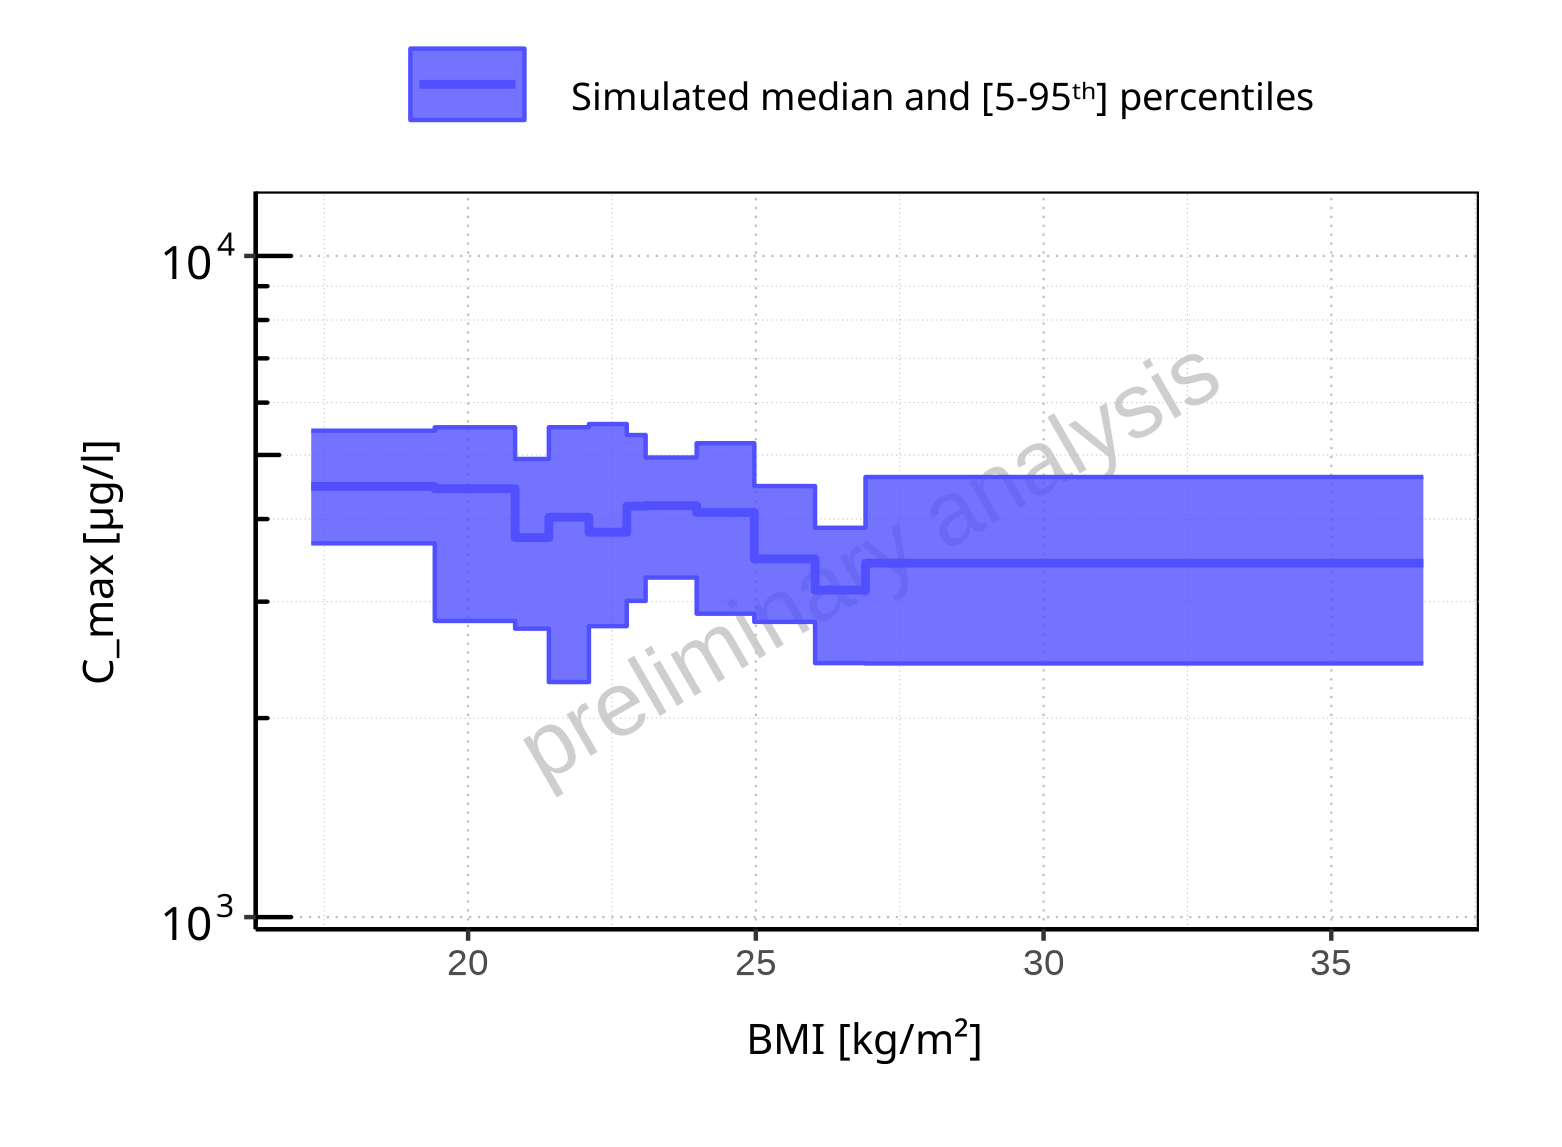 Simulated median and [5-95ᵗʰ] percentiles
10⁴
C_max [µg/l]
preliminary analysis
10³
20 25 30 35
BMI [kg/m²]